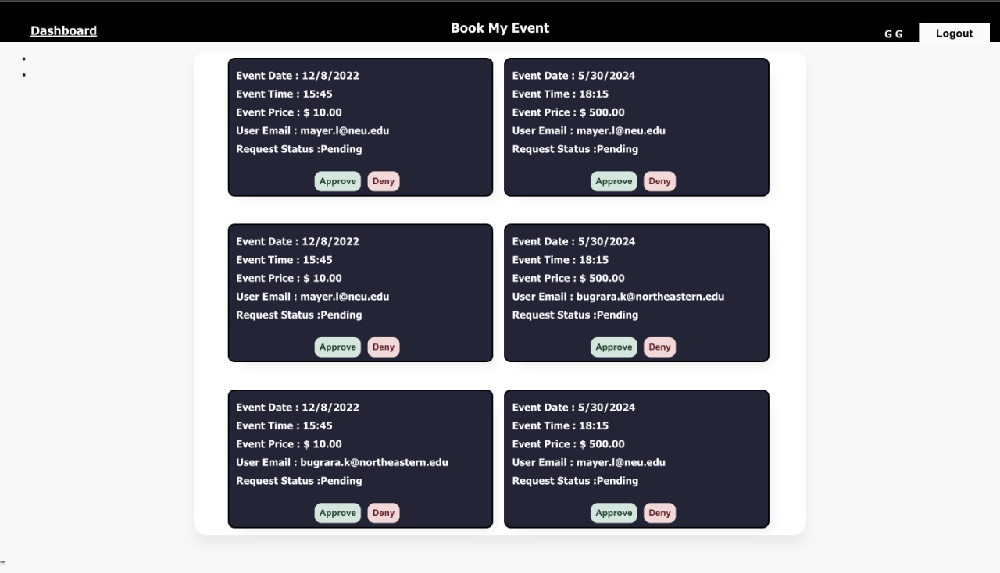 Dashboard
Book My Event
G G
Logout
Event Date : 12/8/2022
Event Time : 15:45
Event Price : $ 10.00
User Email : mayer.l@neu.edu
Request Status :Pending
Approve Deny
Event Date : 5/30/2024
Event Time : 18:15
Event Price : $ 500.00
User Email : mayer.l@neu.edu
Request Status :Pending
Approve Deny
Event Date : 12/8/2022
Event Time : 15:45
Event Price : $ 10.00
User Email : mayer.l@neu.edu
Request Status :Pending
Approve Deny
Event Date : 5/30/2024
Event Time : 18:15
Event Price : $ 500.00
User Email : bugrara.k@northeastern.edu
Request Status :Pending
Approve Deny
Event Date : 12/8/2022
Event Time : 15:45
Event Price : $ 10.00
User Email : bugrara.k@northeastern.edu
Request Status :Pending
Approve Deny
Event Date : 5/30/2024
Event Time : 18:15
Event Price : $ 500.00
User Email : mayer.l@neu.edu
Request Status :Pending
Approve Deny
=